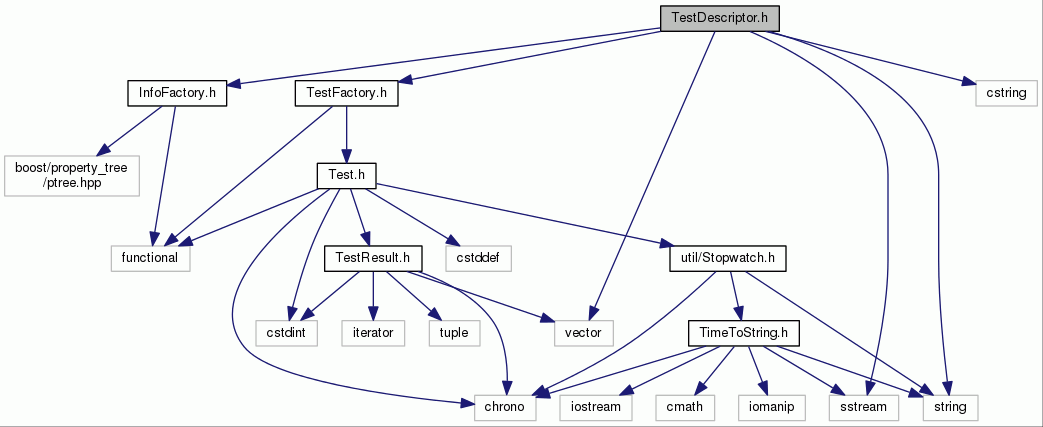 TestDescriptor.h
InfoFactory.h
TestFactory.h
cstring
boost/property_tree
/ptree.hpp
Test.h
functional
TestResult.h
cstddef
util/Stopwatch.h
cstdint
iterator
tuple
vector
TimeToString.h
chrono
iostream
cmath
iomanip
sstream
string